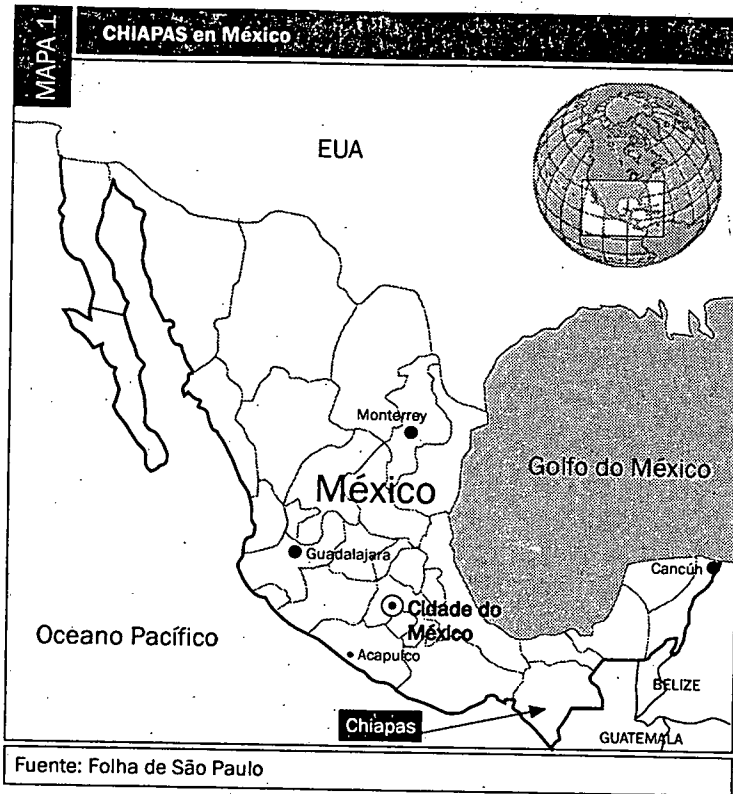 MAPA 1
CHIAPAS en México
EUA
Monterrey
Golfo do México
México
Guadalajara
Cancún
Cidade do
México
Oceano Pacífico
Acapulco
BELIZE
Chiapas
GUATEMALA
Fuente: Folha de São Paulo